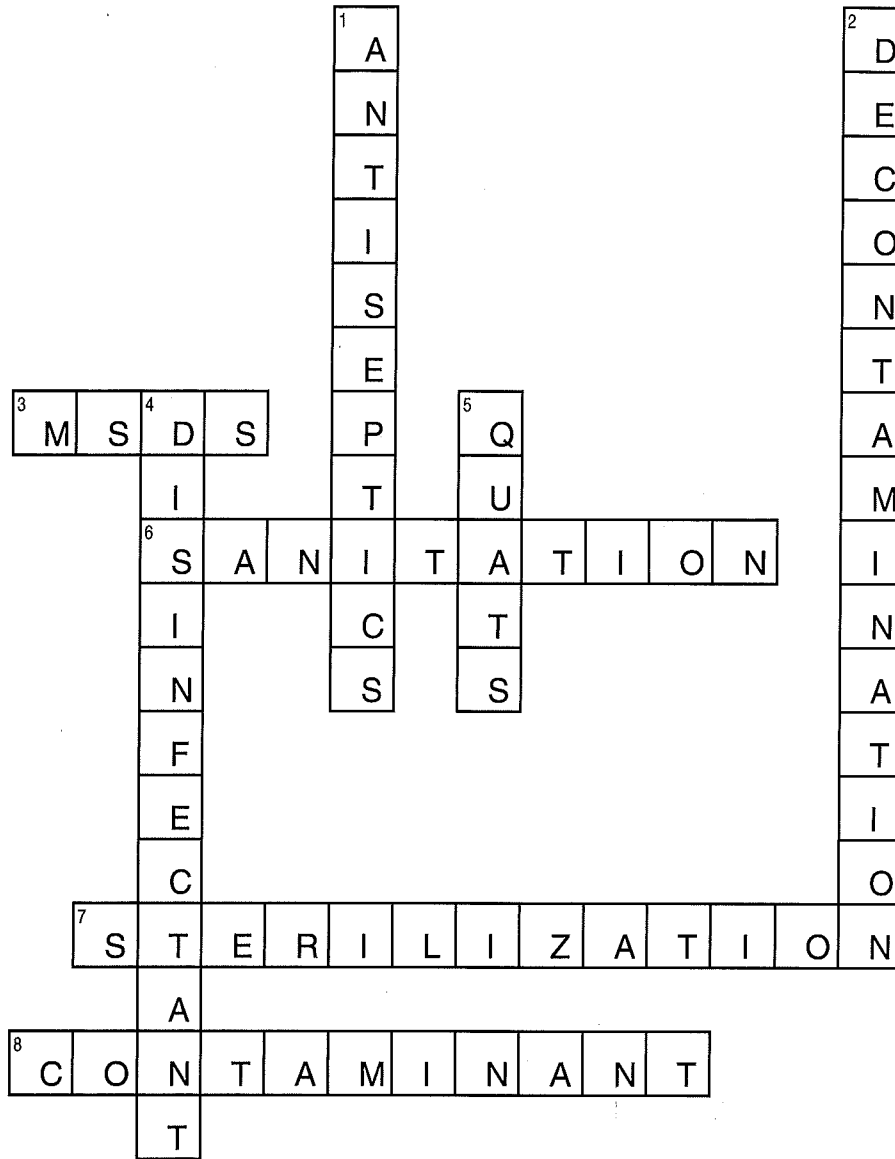 1 2
A D
N E
T C
I O
S N
E T
3 4 5
M S D S P Q A
I T U M
6
S A N I T A T I O N I
I C T N
N S S A
F T
E I
C O
7
S T E R I L I Z A T I O N
A
8
C O N T A M I N A N T
T